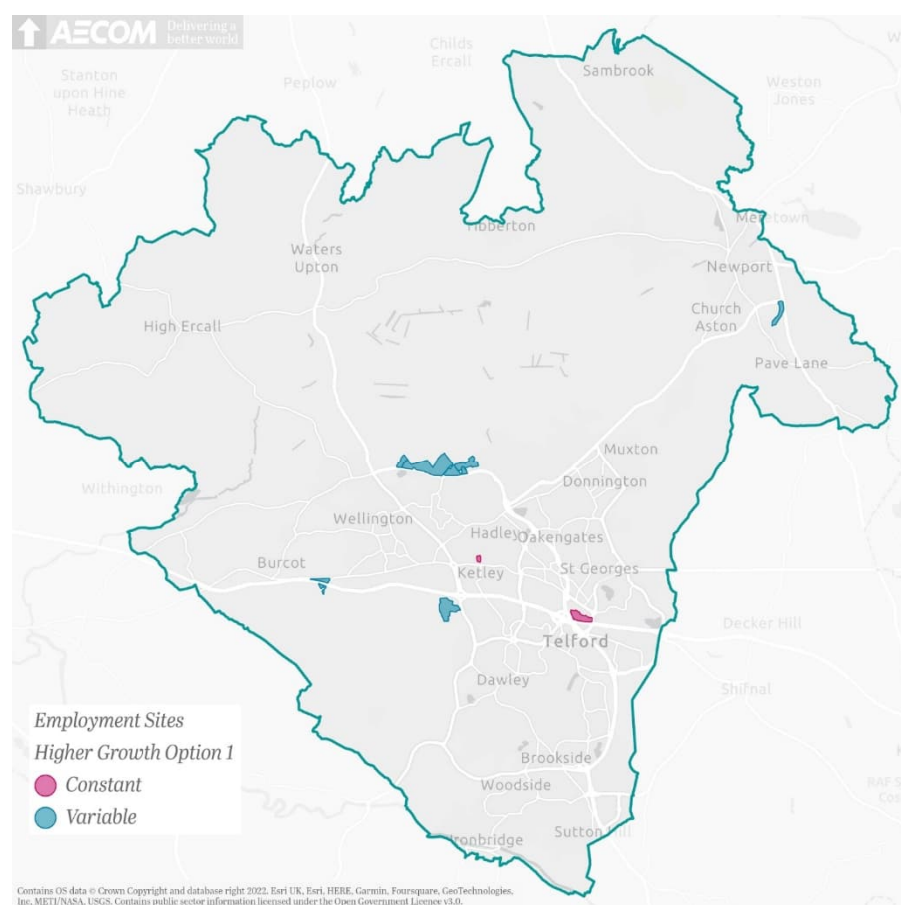 AECOM Delivering a
better world
Childs
Ercall
Sambrook
Stanton
upon Hine
Heath
Peplow
Weston
Jones
Shawbury
Meretown
Tibberton
Waters
Upton
Newport
High Ercall
Church
Aston
Pave Lane
Muxton
Withington
Donnington
Wellington
Hadley
Oakengates
Burcot
Ketley
St Georges
Telford
Decker Hill
Dawley
Shifnal
Employment Sites
Higher Growth Option 1
Constant
Variable
Brookside
Woodside
RAF
Ironbridge
Sutton Hill
Contains OS data © Crown Copyright and database right 2022. Esri UK, Esri, HERE, Garmin, Foursquare, GeoTechnologies,
Inc, METI/NASA, USGS. Contains public sector information licensed under the Open Government Licence v3.0.